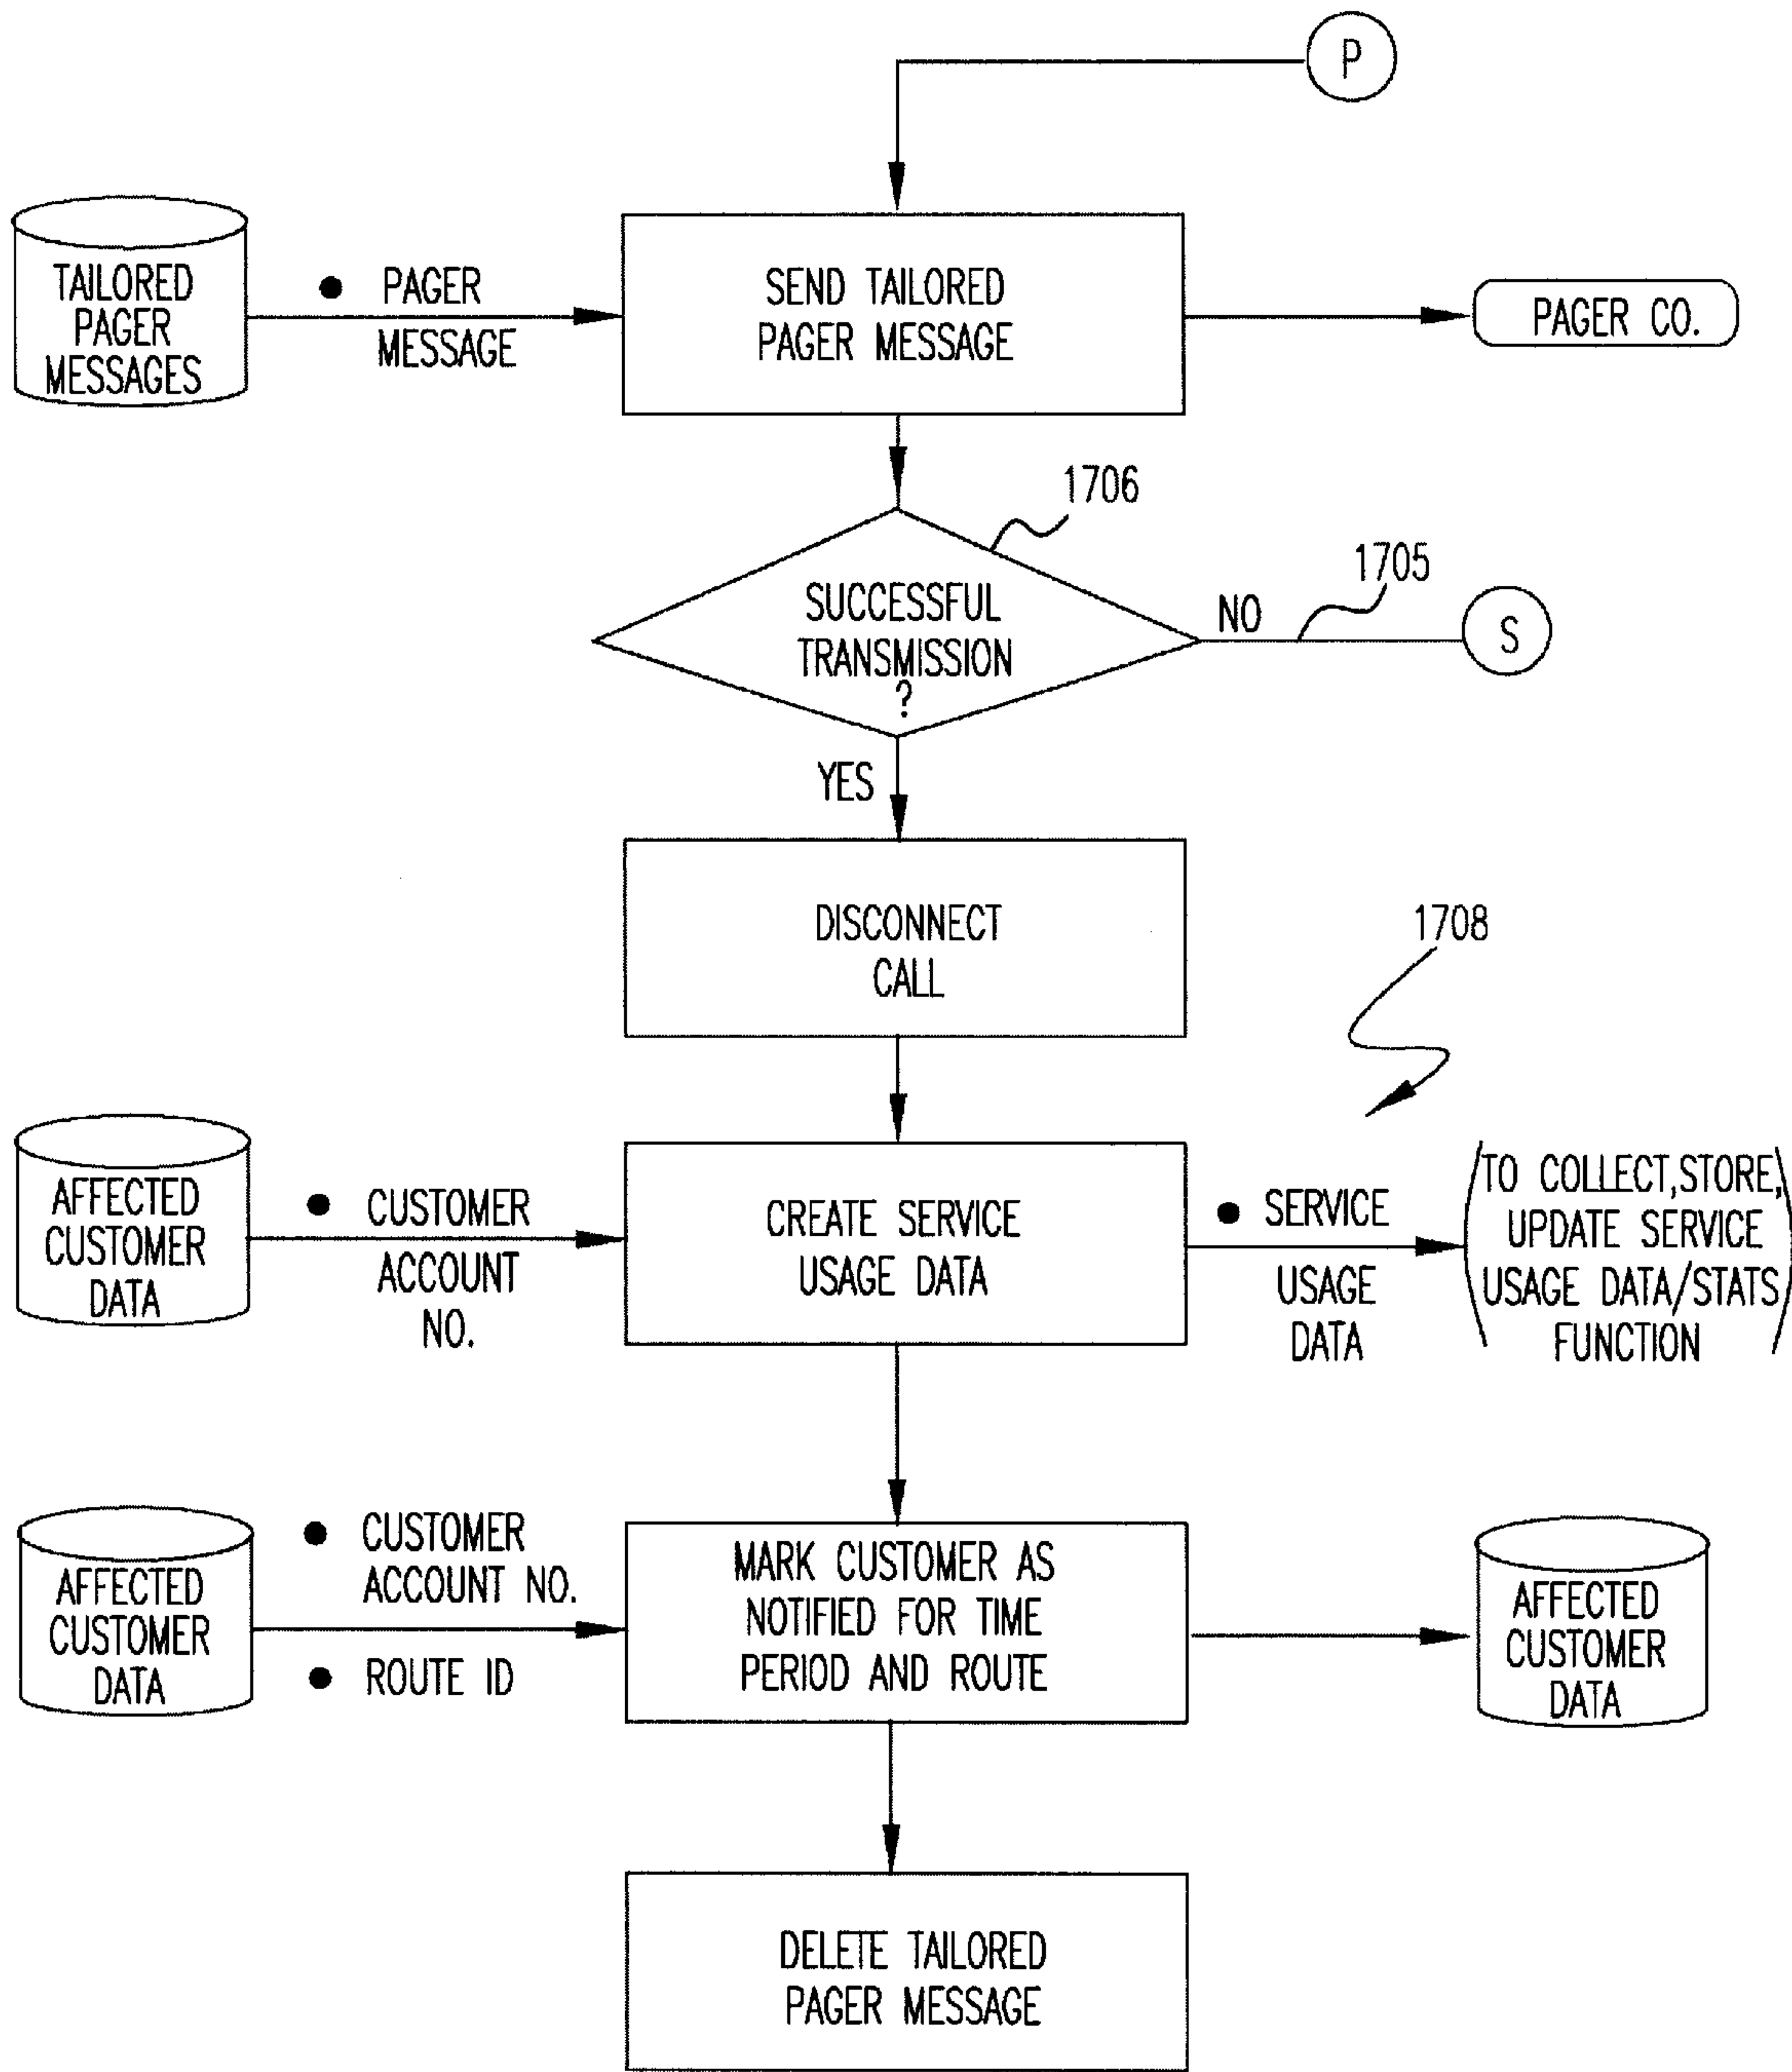 P
TAILORED
PAGER
MESSAGES
● PAGER
MESSAGE
SEND TAILORED
PAGER MESSAGE
PAGER CO.
1706
1705
SUCCESSFUL
TRANSMISSION
?
NO
S
YES
DISCONNECT
CALL
1708
AFFECTED
CUSTOMER
DATA
● CUSTOMER
ACCOUNT
NO.
CREATE SERVICE
USAGE DATA
● SERVICE
USAGE
DATA
(TO COLLECT,STORE,
UPDATE SERVICE
USAGE DATA/STATS
FUNCTION)
AFFECTED
CUSTOMER
DATA
● CUSTOMER
ACCOUNT NO.
● ROUTE ID
MARK CUSTOMER AS
NOTIFIED FOR TIME
PERIOD AND ROUTE
AFFECTED
CUSTOMER
DATA
DELETE TAILORED
PAGER MESSAGE